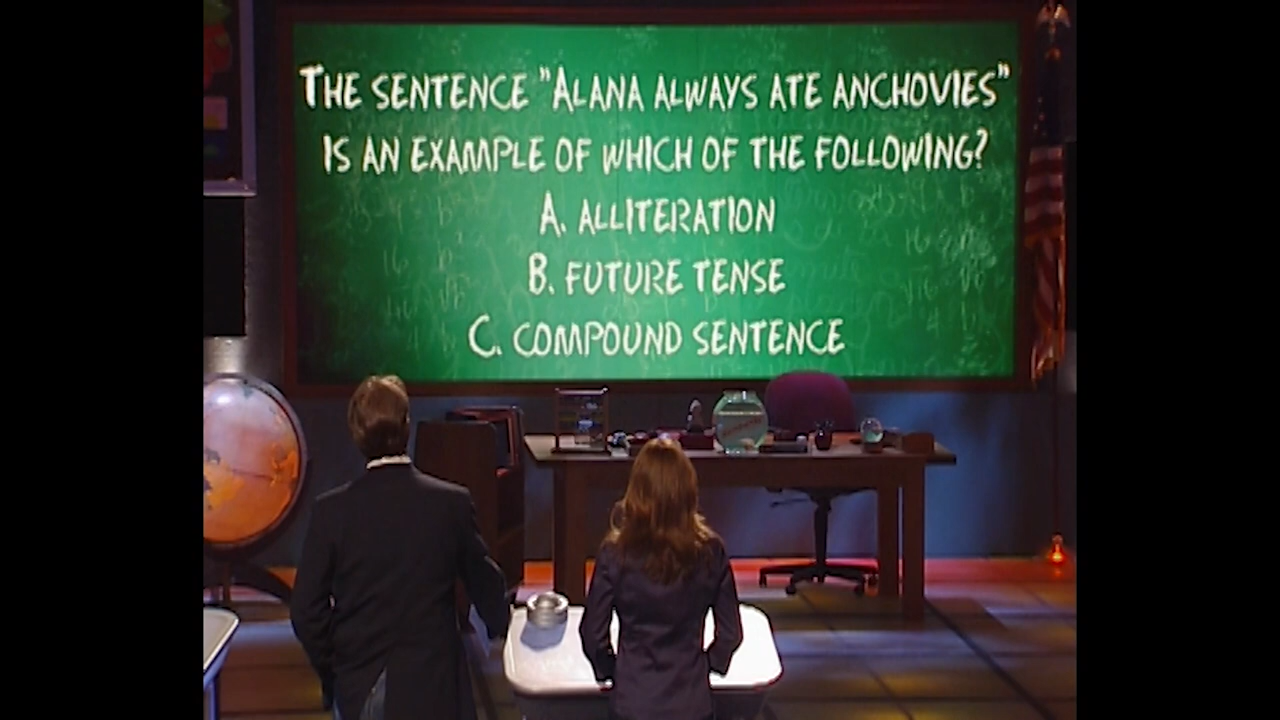 THE SENTENCE "ALANA ALWAYS ATE ANCHOVIES"
IS AN EXAMPLE OF WHICH OF THE FOLLOWING?
A. ALLITERATION
B. FUTURE TENSE
C. COMPOUND SENTENCE